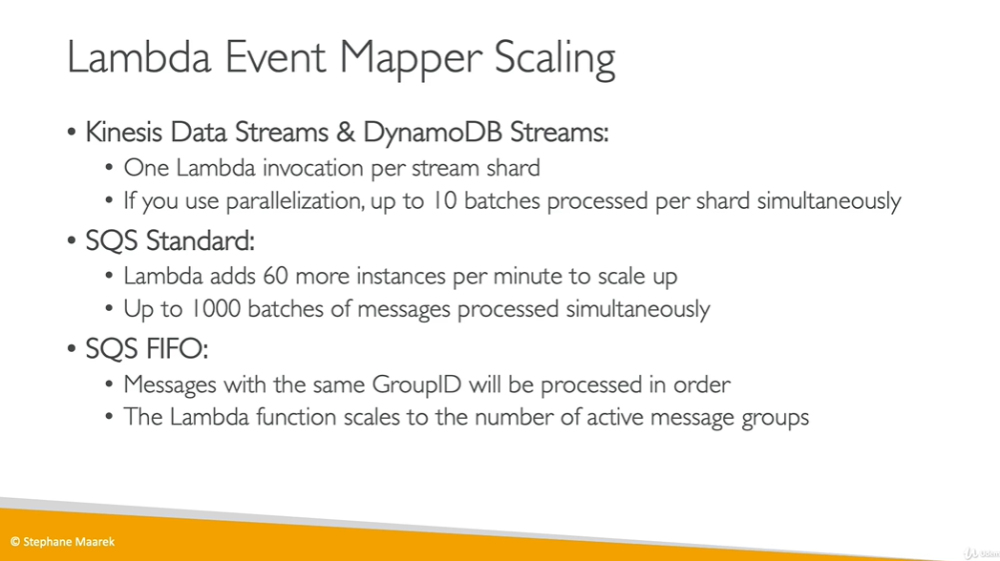 Lambda Event Mapper Scaling
• Kinesis Data Streams & DynamoDB Streams:
• One Lambda invocation per stream shard
• If you use parallelization, up to 10 batches processed per shard simultaneously
• SQS Standard:
• Lambda adds 60 more instances per minute to scale up
• Up to 1000 batches of messages processed simultaneously
• SQS FIFO:
• Messages with the same GroupID will be processed in order
• The Lambda function scales to the number of active message groups
© Stephane Maarek